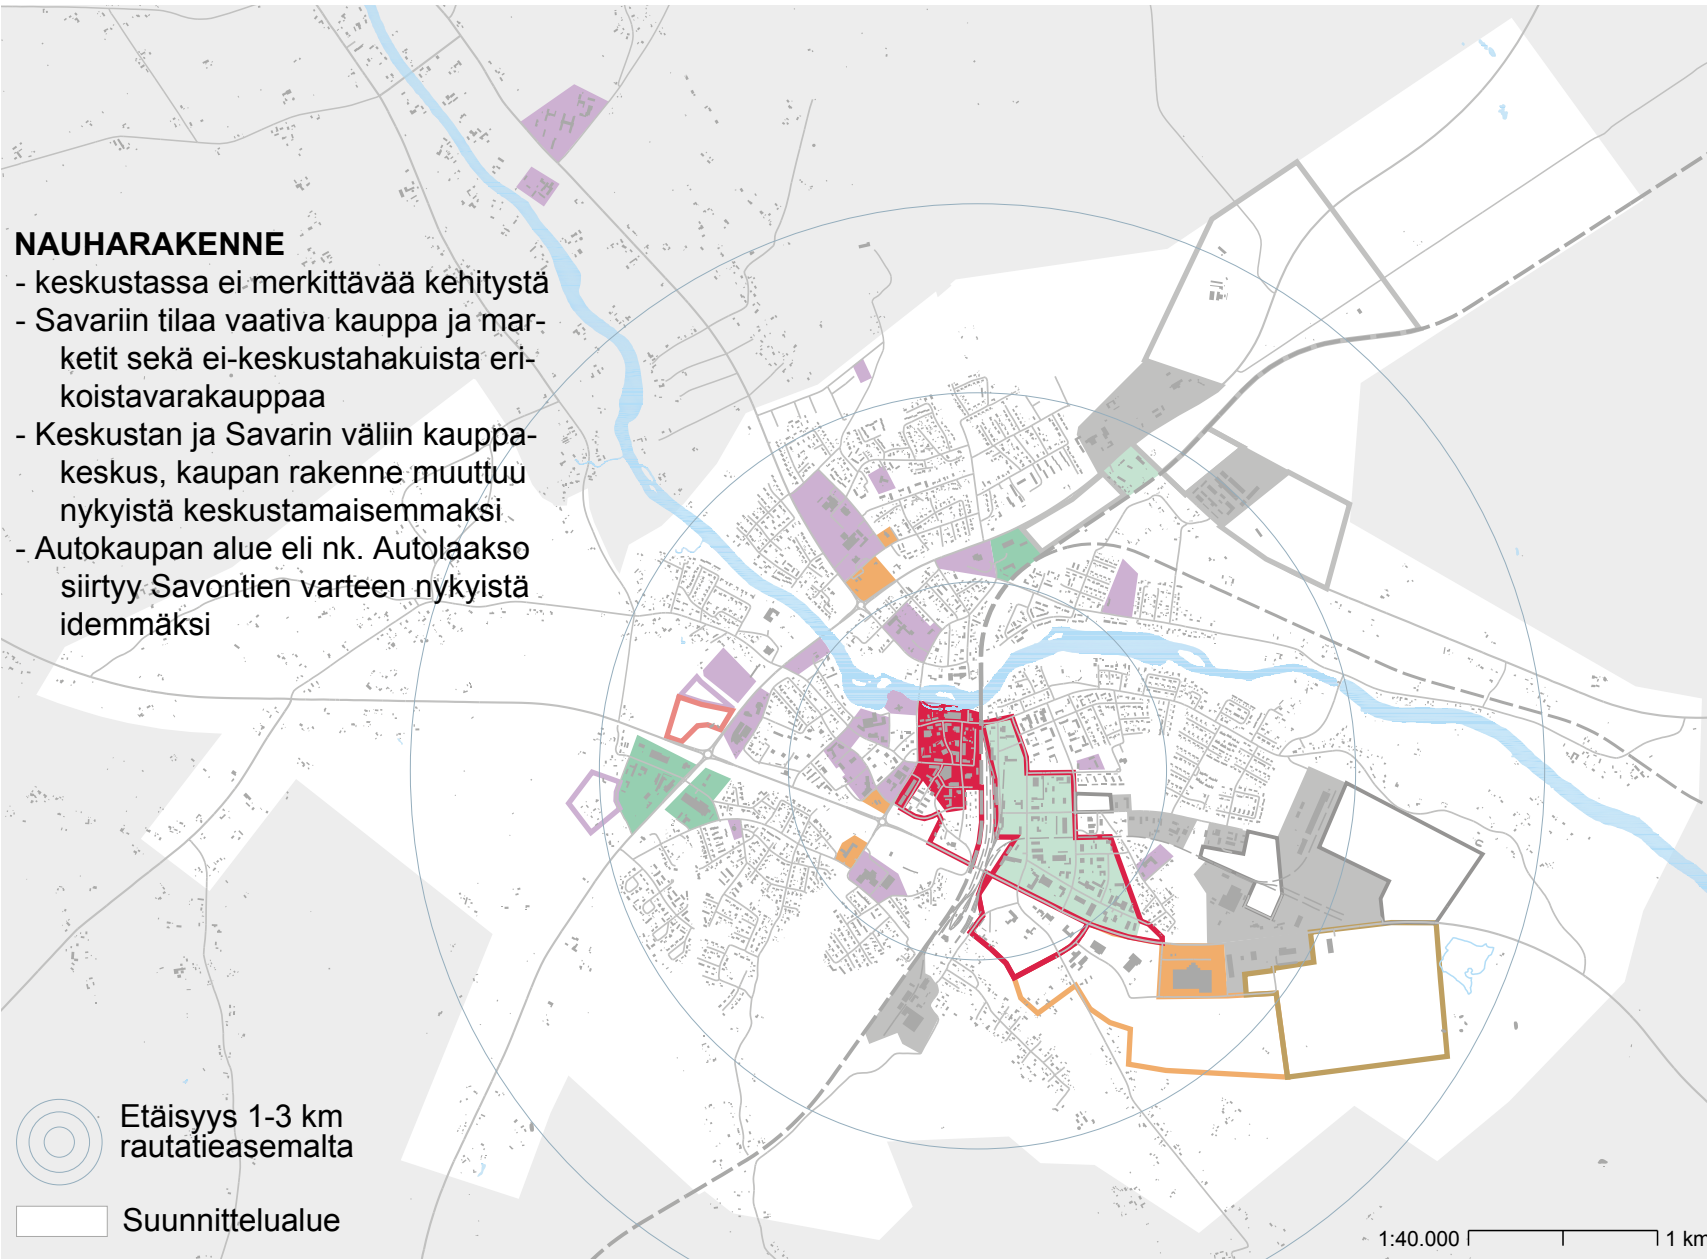 NAUHARAKENNE
- keskustassa ei merkittävää kehitystä
- Savariin tilaa vaativa kauppa ja mar-
ketit sekä ei-keskustahakuista eri-
koistavarakauppaa
- Keskustan ja Savarin väliin kauppa-
keskus, kaupan rakenne muuttuu
nykyistä keskustamaisemmaksi
- Autokaupan alue eli nk. Autolaakso
siirtyy Savontien varteen nykyistä
idemmäksi
Etäisyys 1-3 km
rautatieasemalta
Suunnittelualue
1:40.000 1 km